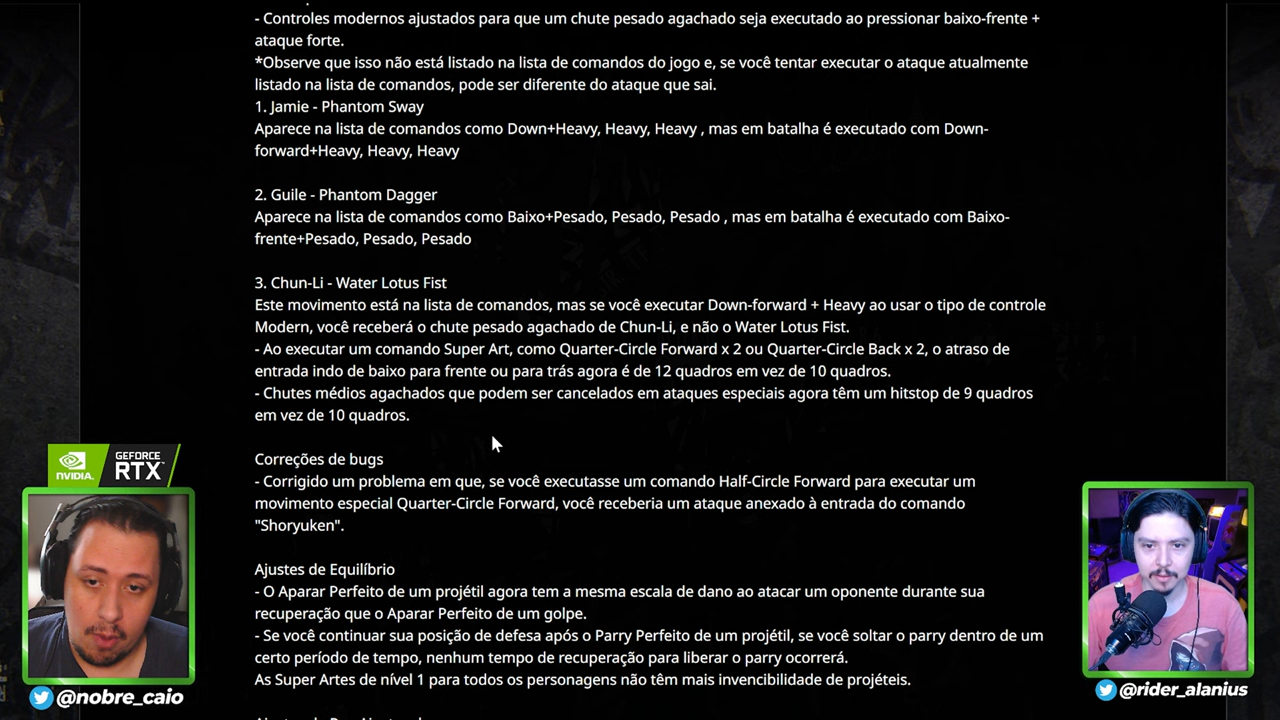 - Controles modernos ajustados para que um chute pesado agachado seja executado ao pressionar baixo-frente +
ataque forte.
*Observe que isso não está listado na lista de comandos do jogo e, se você tentar executar o ataque atualmente
listado na lista de comandos, pode ser diferente do ataque que sai.
1. Jamie - Phantom Sway
Aparece na lista de comandos como Down+Heavy, Heavy, Heavy , mas em batalha é executado com Down-
forward+Heavy, Heavy, Heavy
2. Guile - Phantom Dagger
Aparece na lista de comandos como Baixo+Pesado, Pesado, Pesado , mas em batalha é executado com Baixo-
frente+Pesado, Pesado, Pesado
3. Chun-Li - Water Lotus Fist
Este movimento está na lista de comandos, mas se você executar Down-forward + Heavy ao usar o tipo de controle
Modern, você receberá o chute pesado agachado de Chun-Li, e não o Water Lotus Fist.
- Ao executar um comando Super Art, como Quarter-Circle Forward x 2 ou Quarter-Circle Back x 2, o atraso de
entrada indo de baixo para frente ou para trás agora é de 12 quadros em vez de 10 quadros.
- Chutes médios agachados que podem ser cancelados em ataques especiais agora têm um hitstop de 9 quadros
em vez de 10 quadros.
Correções de bugs
- Corrigido um problema em que, se você executasse um comando Half-Circle Forward para executar um
movimento especial Quarter-Circle Forward, você receberia um ataque anexado à entrada do comando
"Shoryuken".
Ajustes de Equilíbrio
- O Aparar Perfeito de um projétil agora tem a mesma escala de dano ao atacar um oponente durante sua
recuperação que o Aparar Perfeito de um golpe.
- Se você continuar sua posição de defesa após o Parry Perfeito de um projétil, se você soltar o parry dentro de um
certo período de tempo, nenhum tempo de recuperação para liberar o parry ocorrerá.
As Super Artes de nível 1 para todos os personagens não têm mais invencibilidade de projéteis.
NVIDIA.
GEFORCE
RTX
@nobre_caio
@rider_alanius